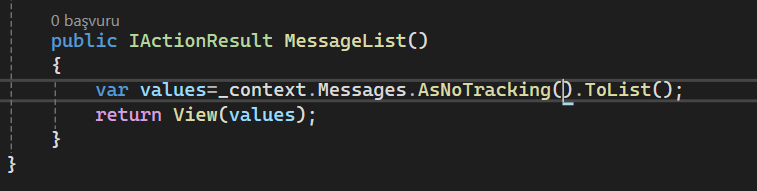 0 başvuru
public IActionResult MessageList()
{
var values=_context.Messages.AsNoTracking().ToList();
return View(values);
}
}